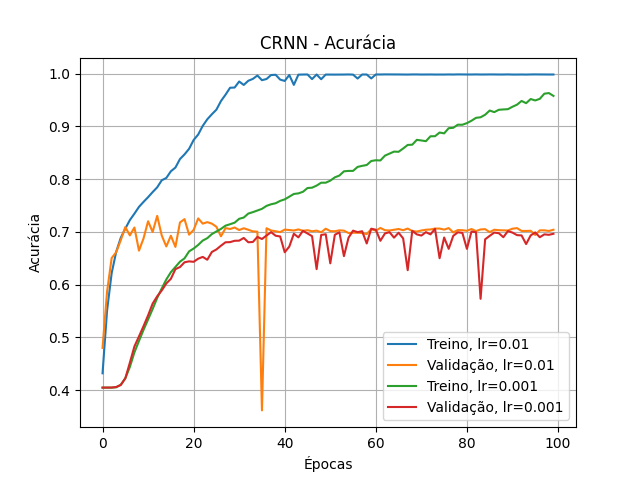 CRNN - Acurácia
Acurácia
1.0
0.9
0.8
0.7
0.6
0.5
0.4
0 20 40 60 80 100
Épocas
Treino, lr=0.01
Validação, lr=0.01
Treino, lr=0.001
Validação, lr=0.001